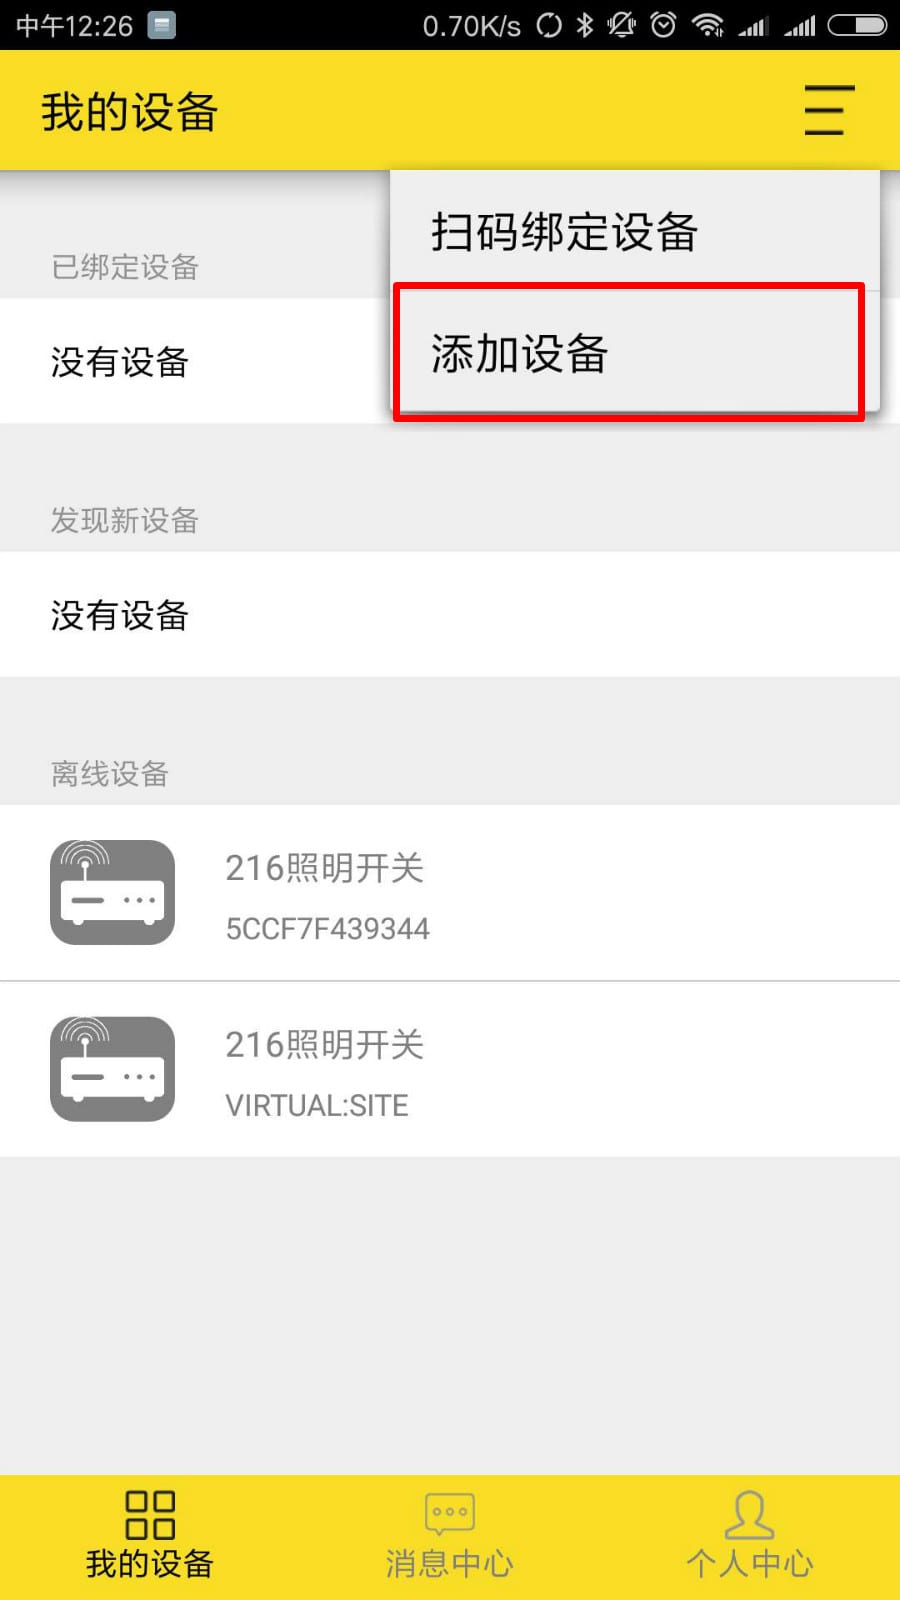 中午12:26
0.70K/s
我的设备
扫码绑定设备
添加设备
已绑定设备
没有设备
发现新设备
没有设备
离线设备
216照明开关
5CCF7F439344
216照明开关
VIRTUAL:SITE
我的设备
消息中心
个人中心